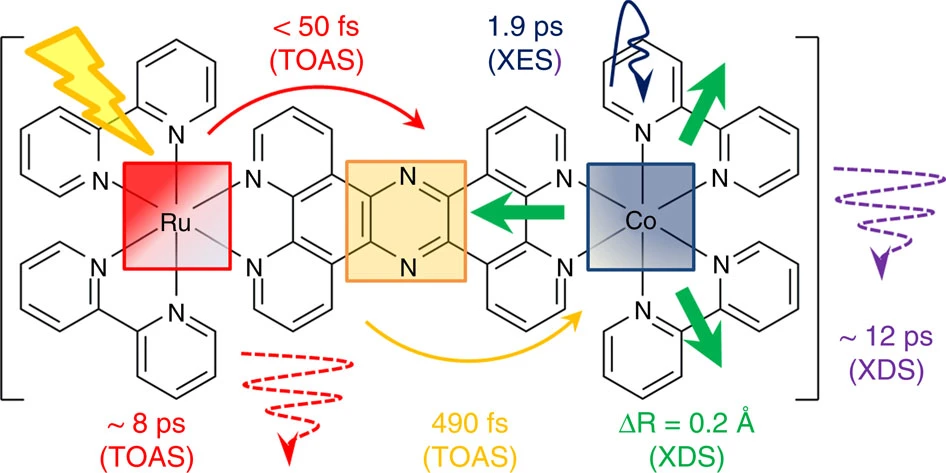 < 50 fs
(TOAS)
1.9 ps
(XES)
N
N
N
N
N
N
N
Ru
Co
N
N
N
N
N
N
N
~ 8 ps
(TOAS)
490 fs
(TOAS)
ΔR = 0.2 Å
(XDS)
~ 12 ps
(XDS)